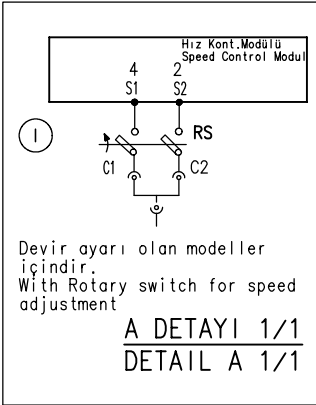 Hız Kont.Modülü
Speed Control Modul
4 2
S1 S2
I
RS
C1 C2
Devir ayarı olan modeller
içindir.
With Rotary switch for speed
adjustment
A DETAYI 1/1
DETAIL A 1/1